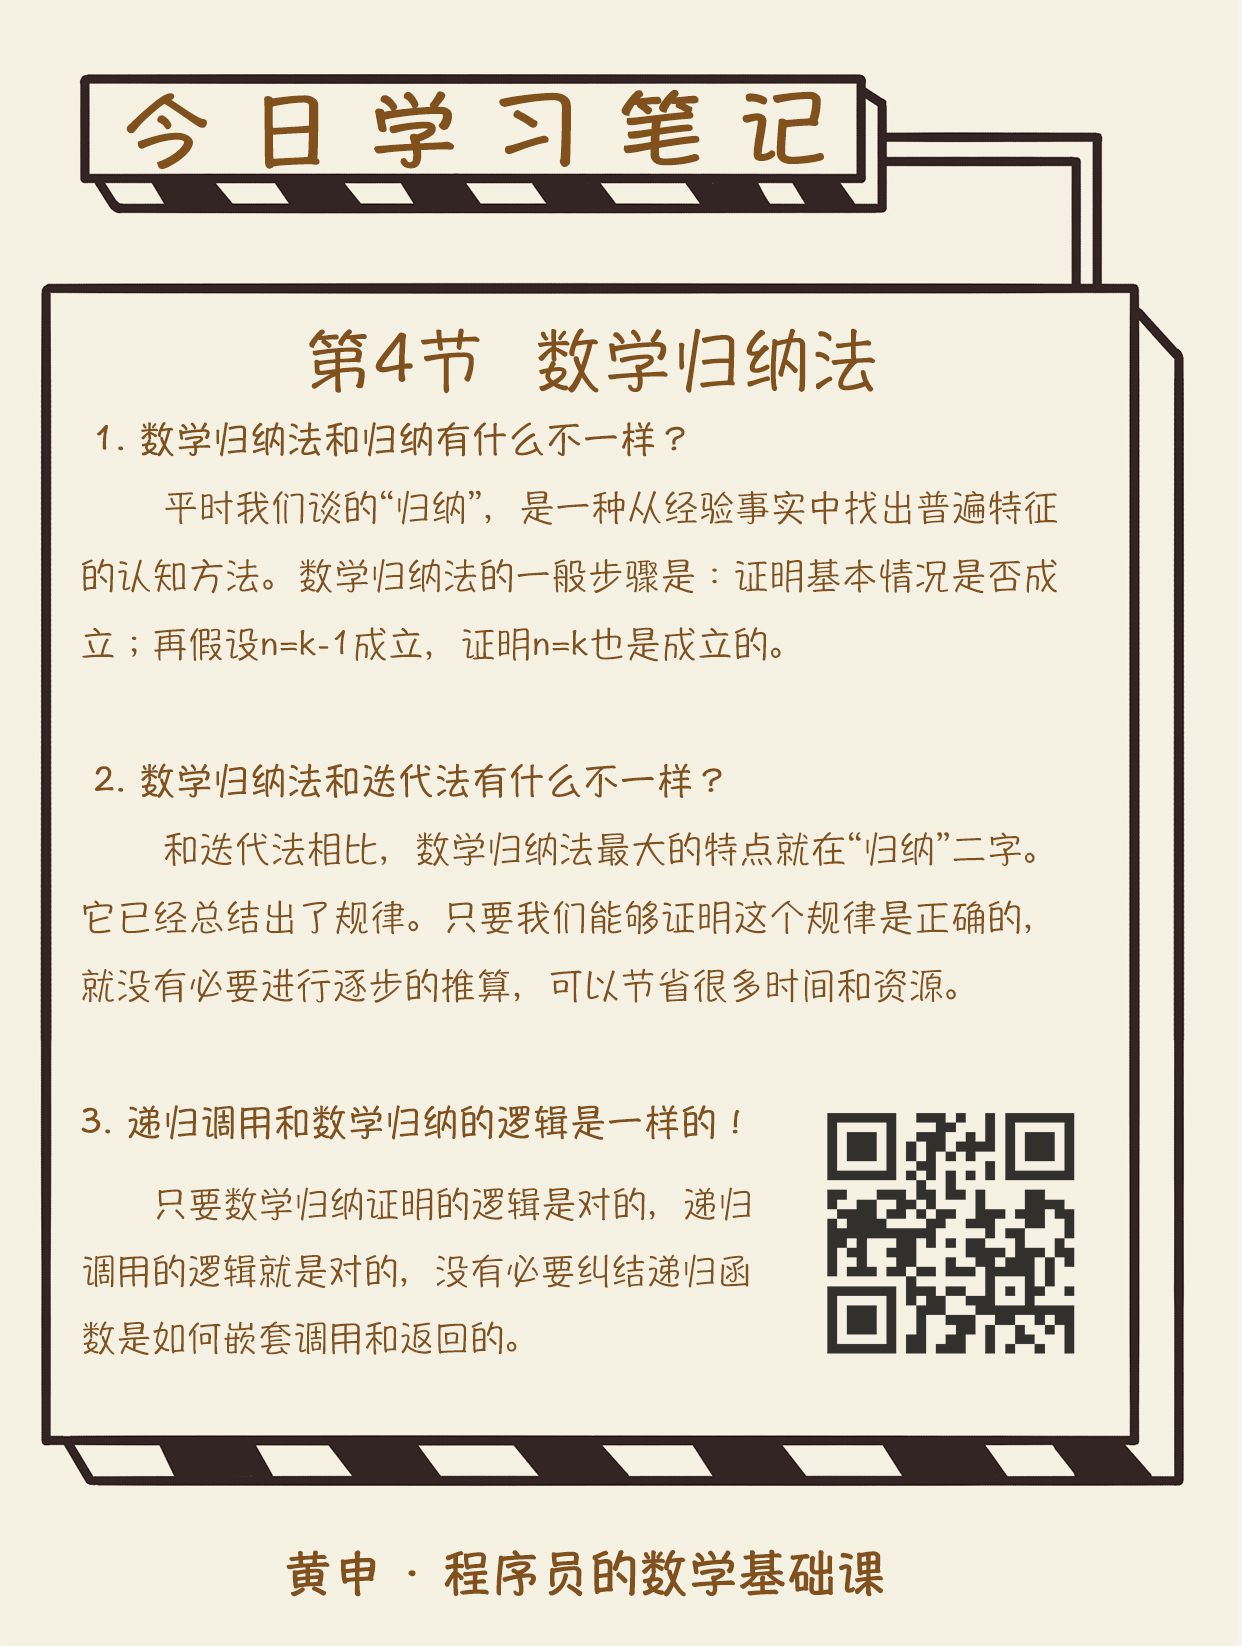 今日学习笔记
第4节 数学归纳法
1. 数学归纳法和归纳有什么不一样？
平时我们谈的“归纳”，是一种从经验事实中找出普遍特征
的认知方法。数学归纳法的一般步骤是：证明基本情况是否成
立；再假设n=k-1成立，证明n=k也是成立的。
2. 数学归纳法和迭代法有什么不一样？
和迭代法相比，数学归纳法最大的特点就在“归纳”二字。
它已经总结出了规律。只要我们能够证明这个规律是正确的，
就没有必要进行逐步的推算，可以节省很多时间和资源。
3. 递归调用和数学归纳的逻辑是一样的！
只要数学归纳证明的逻辑是对的，递归
调用的逻辑就是对的，没有必要纠结递归函
数是如何嵌套调用和返回的。
黄申 · 程序员的数学基础课